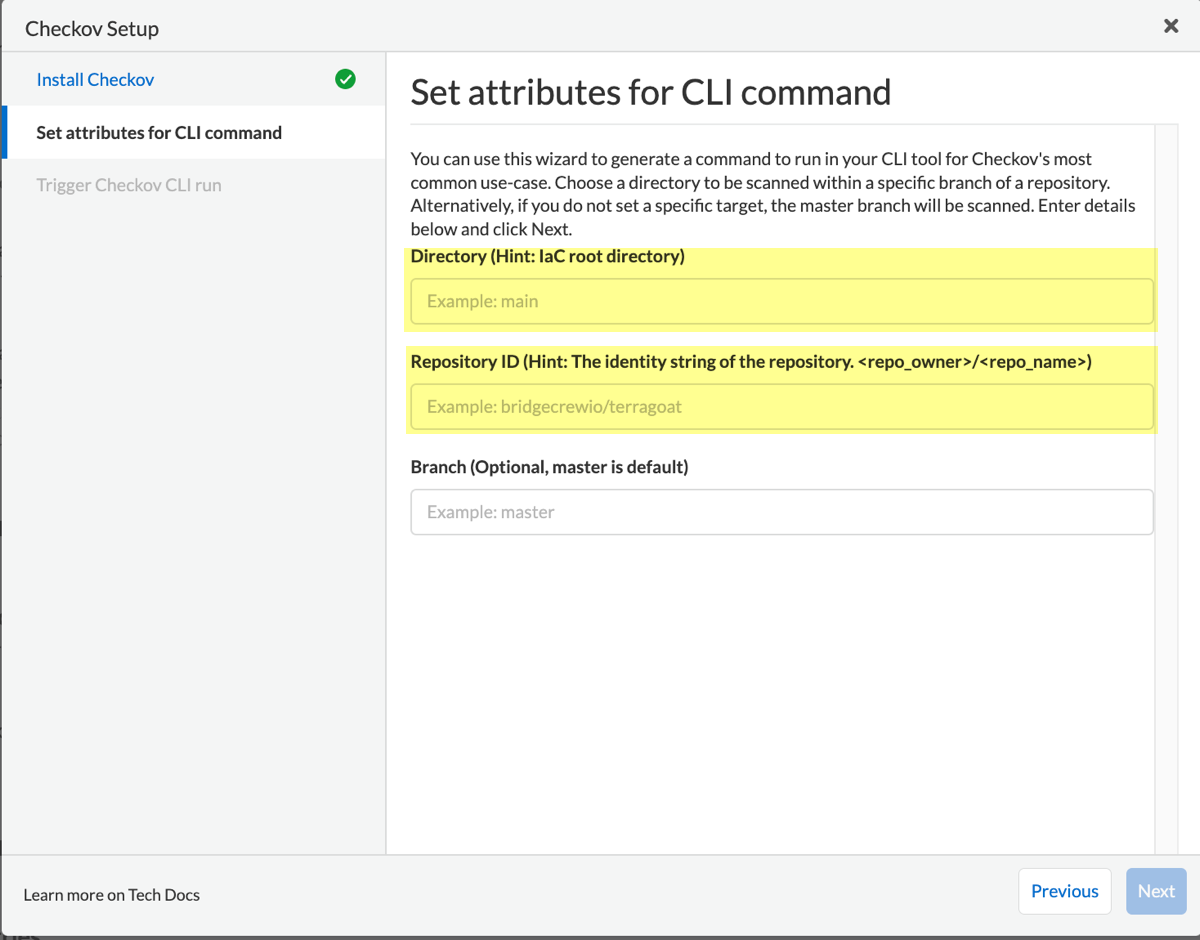 Checkov Setup
Install Checkov
Set attributes for CLI command
Trigger Checkov CLI run
Set attributes for CLI command
You can use this wizard to generate a command to run in your CLI tool for Checkov's most
common use-case. Choose a directory to be scanned within a specific branch of a repository.
Alternatively, if you do not set a specific target, the master branch will be scanned. Enter details
below and click Next.
Directory (Hint: IaC root directory)
Example: main
Repository ID (Hint: The identity string of the repository. <repo_owner>/<repo_name>)
Example: bridgecrewio/terragoat
Branch (Optional, master is default)
Example: master
Learn more on Tech Docs
Previous
Next